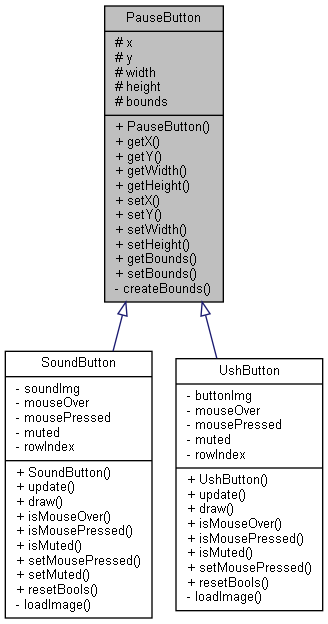 PauseButton
# x
# y
# width
# height
# bounds
+ PauseButton()
+ getX()
+ getY()
+ getWidth()
+ getHeight()
+ setX()
+ setY()
+ setWidth()
+ setHeight()
+ getBounds()
+ setBounds()
- createBounds()
SoundButton
- soundImg
- mouseOver
- mousePressed
- muted
- rowIndex
+ SoundButton()
+ update()
+ draw()
+ isMouseOver()
+ isMousePressed()
+ isMuted()
+ setMousePressed()
+ setMuted()
+ resetBools()
- loadImage()
UshButton
- buttonImg
- mouseOver
- mousePressed
- muted
- rowIndex
+ UshButton()
+ update()
+ draw()
+ isMouseOver()
+ isMousePressed()
+ isMuted()
+ setMousePressed()
+ resetBools()
- loadImage()